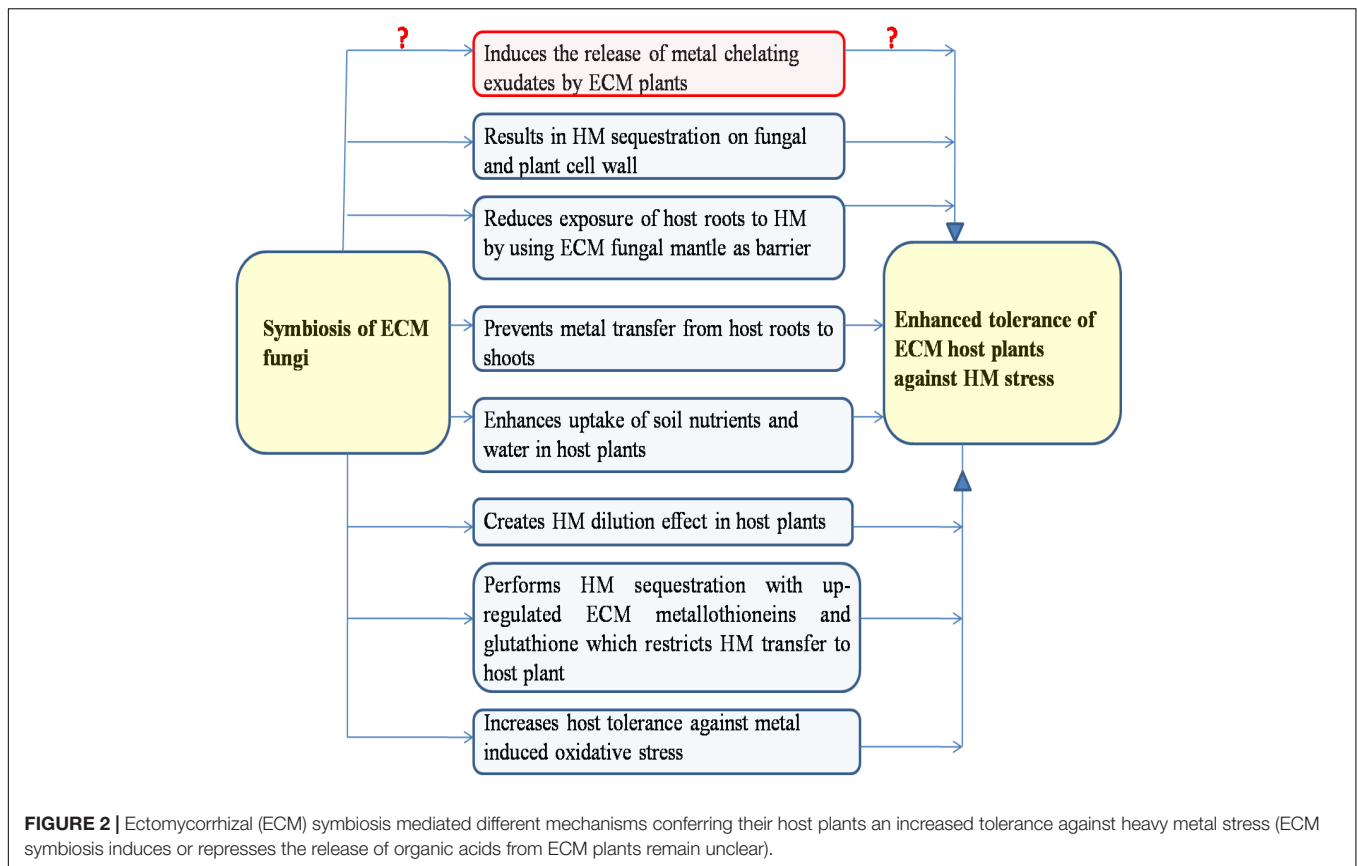 ? ?
Induces the release of metal chelating
exudates by ECM plants
Results in HM sequestration on fungal
and plant cell wall
Reduces exposure of host roots to HM
by using ECM fungal mantle as barrier
Symbiosis of ECM
fungi
Prevents metal transfer from host roots to
shoots
Enhanced tolerance of
ECM host plants
against HM stress
Enhances uptake of soil nutrients and
water in host plants
Creates HM dilution effect in host plants
Performs HM sequestration with up-
regulated ECM metallothioneins and
glutathione which restricts HM transfer to
host plant
Increases host tolerance against metal
induced oxidative stress
FIGURE 2 | Ectomycorrhizal (ECM) symbiosis mediated different mechanisms conferring their host plants an increased tolerance against heavy metal stress (ECM
symbiosis induces or represses the release of organic acids from ECM plants remain unclear).